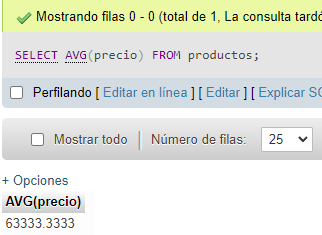 Mostrando filas 0 - 0 (total de 1, La consulta tardó
SELECT AVG(precio) FROM productos;
Perfilando [ Editar en línea ] [ Editar ] [ Explicar SQ
Mostrar todo Número de filas: 25
+ Opciones
AVG(precio)
63333.3333